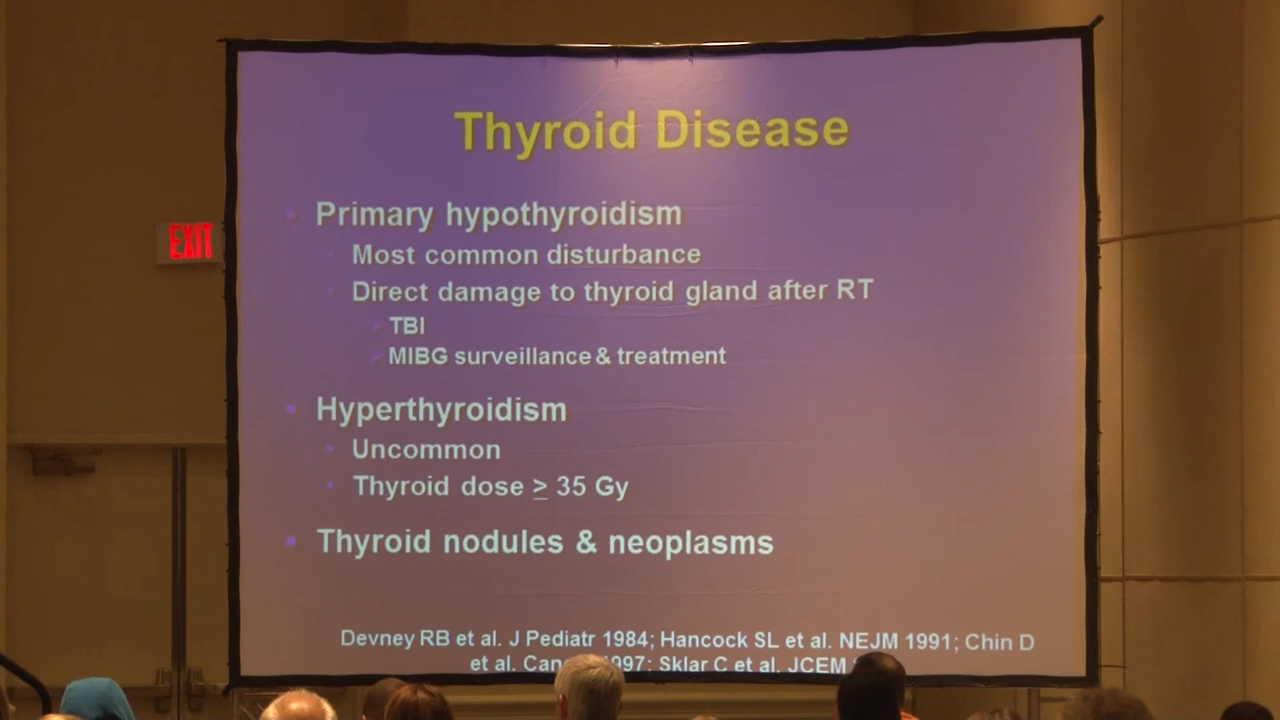 Thyroid Disease
EXIT
Primary hypothyroidism
Most common disturbance
Direct damage to thyroid gland after RT
TBI
MIBG surveillance & treatment
Hyperthyroidism
Uncommon
Thyroid dose ≥ 35 Gy
Thyroid nodules & neoplasms
Devney RB et al. J Pediatr 1984; Hancock SL et al. NEJM 1991; Chin D
et al. 1997; Sklar C et al. JCEM